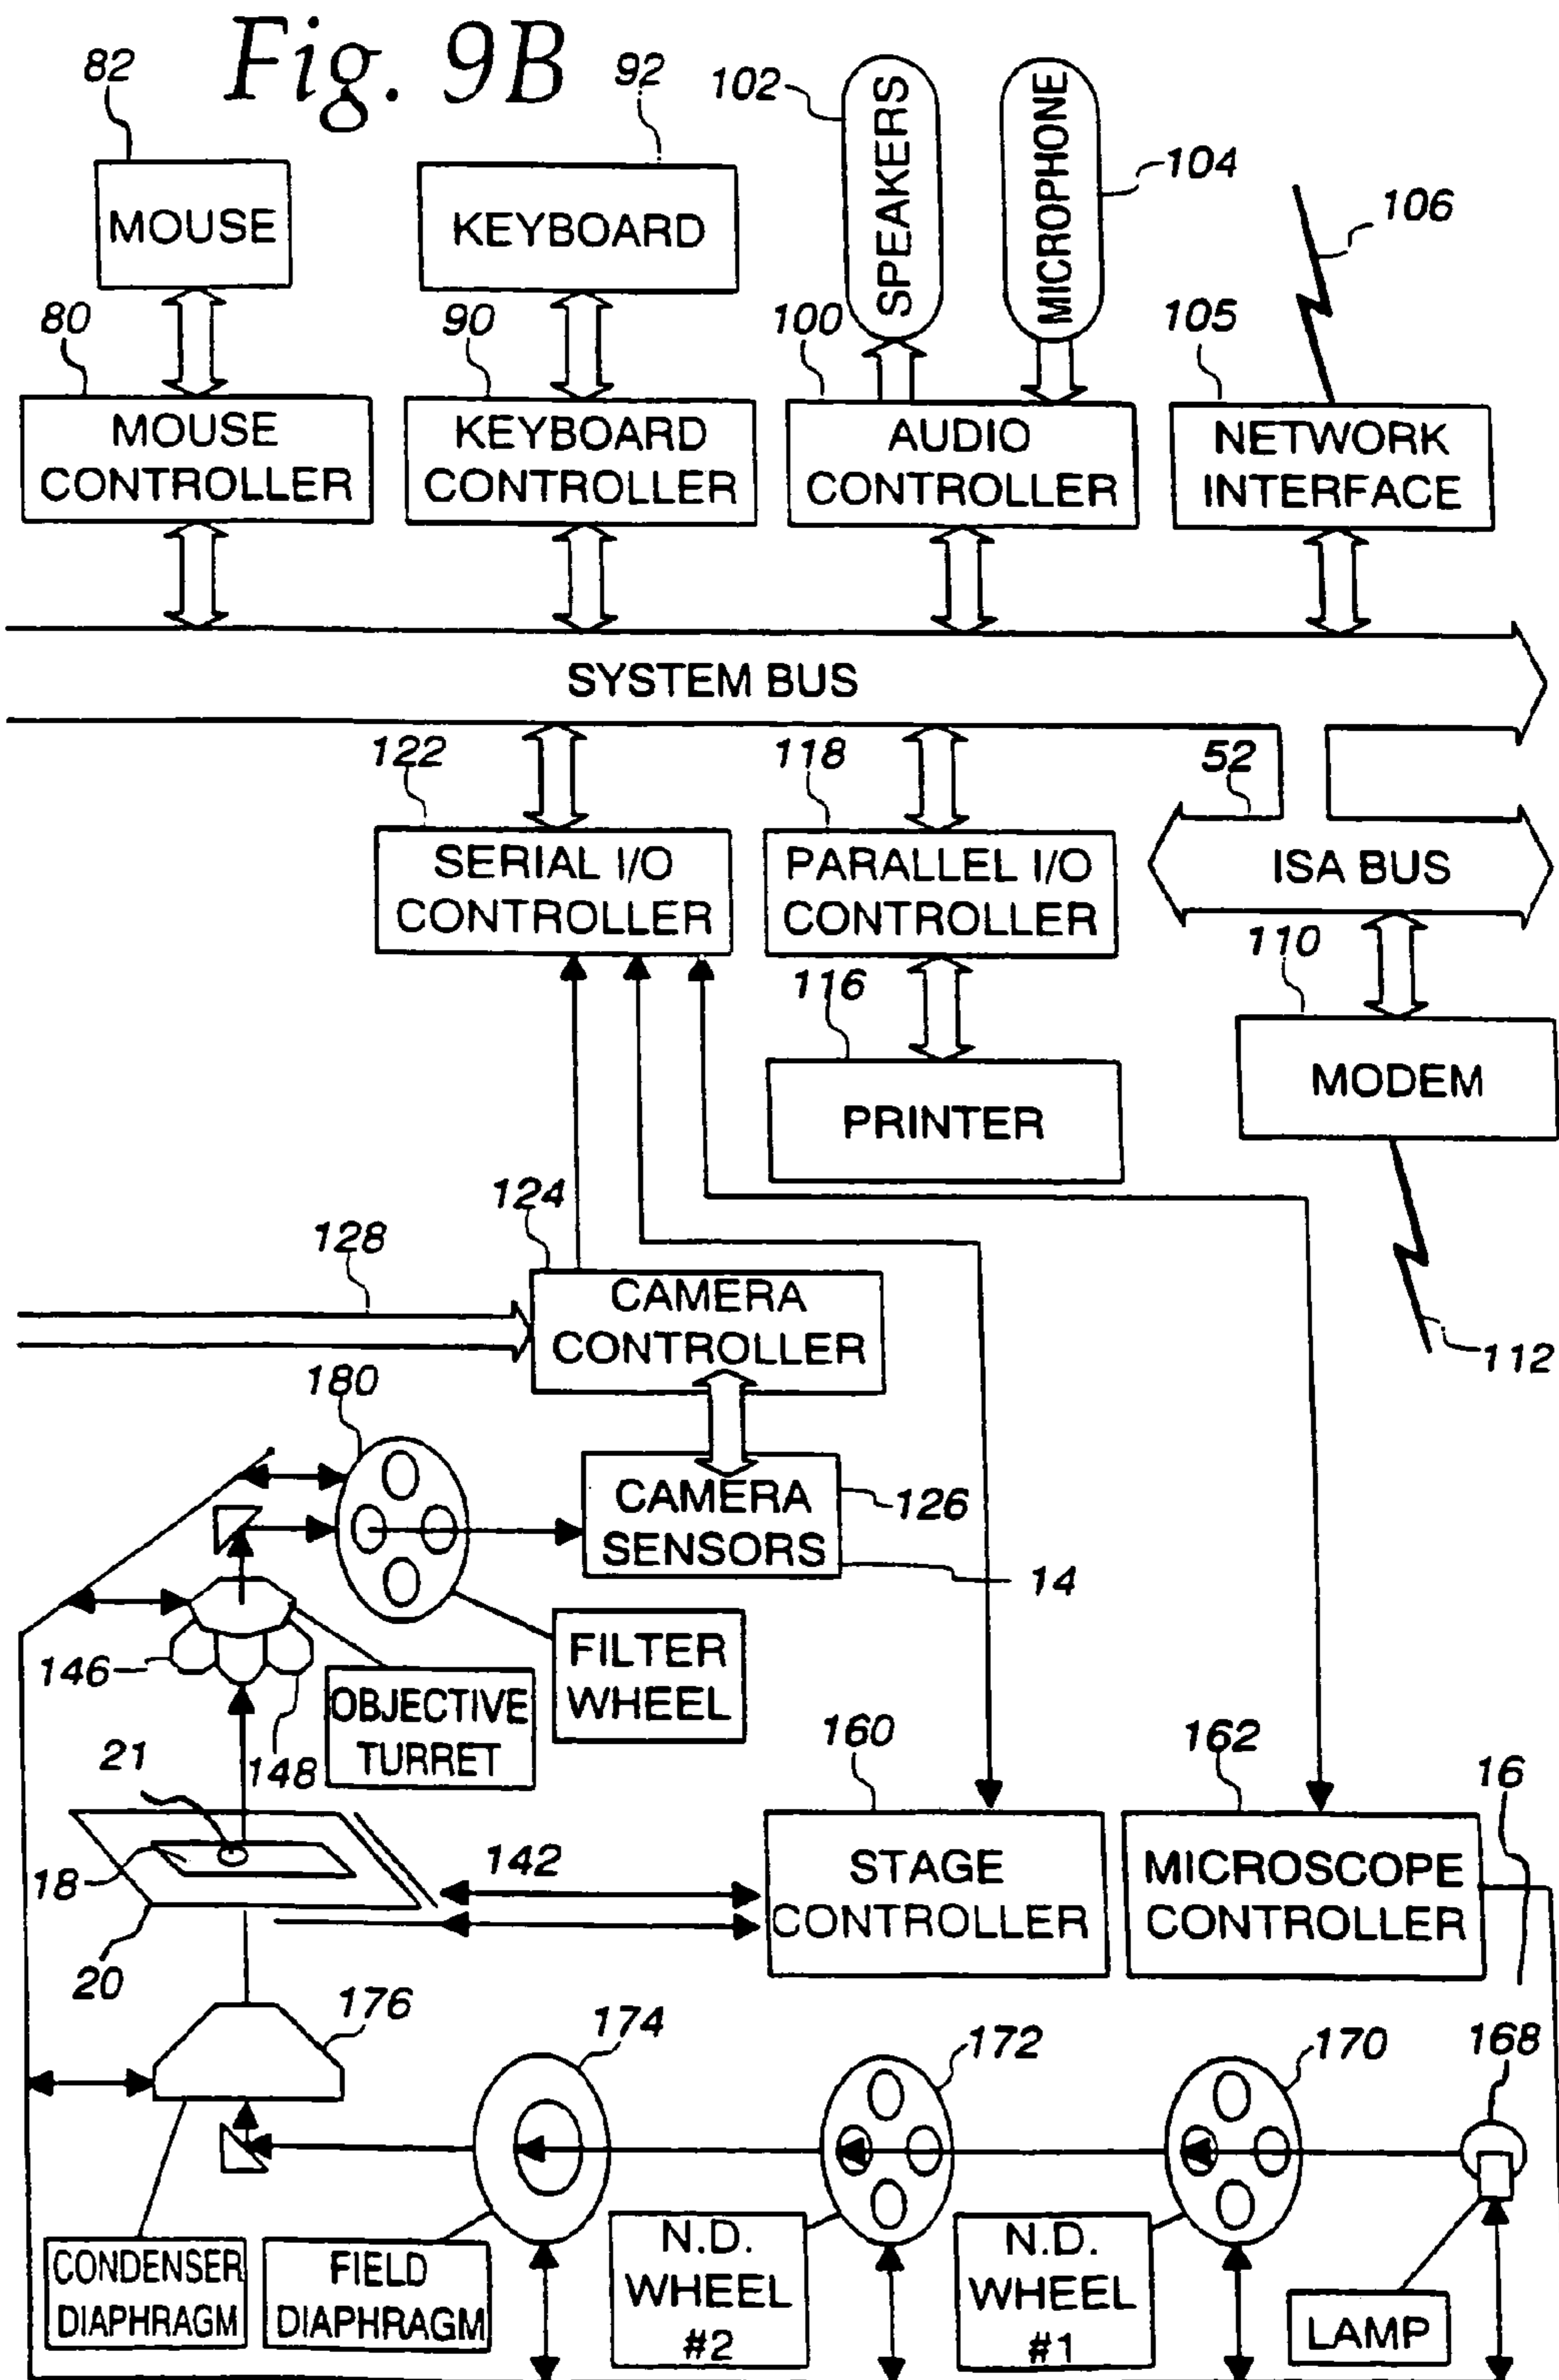 Fig. 9B
82
92
102
SPEAKERS
MICROPHONE
104
106
MOUSE
KEYBOARD
80
90
100
105
MOUSE
CONTROLLER
KEYBOARD
CONTROLLER
AUDIO
CONTROLLER
NETWORK
INTERFACE
SYSTEM BUS
122
118
52
SERIAL I/O
CONTROLLER
PARALLEL I/O
CONTROLLER
ISA BUS
116
110
PRINTER
MODEM
124
128
CAMERA
CONTROLLER
112
180
CAMERA
SENSORS
126
14
146
148
FILTER
WHEEL
OBJECTIVE
TURRET
21
160
162
16
18
142
STAGE
CONTROLLER
MICROSCOPE
CONTROLLER
20
176
174
172
170
168
CONDENSER
DIAPHRAGM
FIELD
DIAPHRAGM
N.D.
WHEEL
#2
N.D.
WHEEL
#1
LAMP